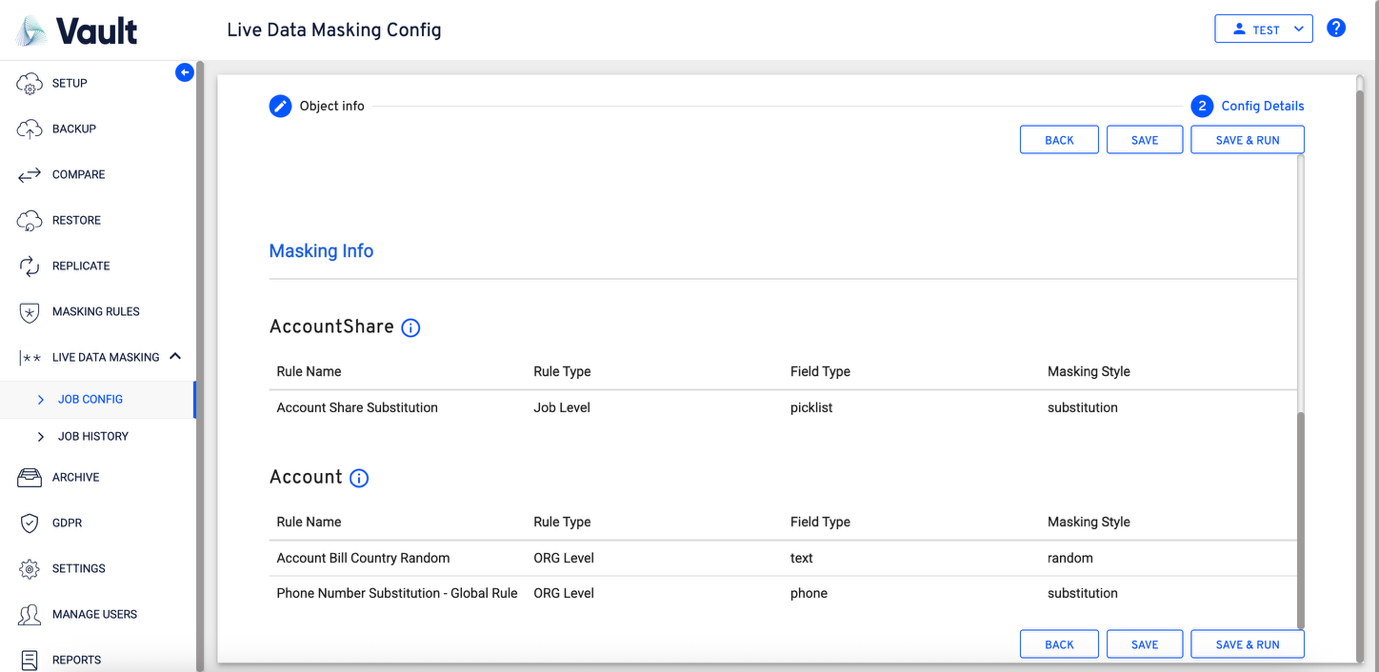 Vault
Live Data Masking Config
TEST
?
SETUP
BACKUP
COMPARE
RESTORE
REPLICATE
MASKING RULES
LIVE DATA MASKING
JOB CONFIG
JOB HISTORY
ARCHIVE
GDPR
SETTINGS
MANAGE USERS
REPORTS
Object info
2 Config Details
BACK SAVE SAVE & RUN
Masking Info
AccountShare
Rule Name Rule Type Field Type Masking Style
Account Share Substitution Job Level picklist substitution
Account
Rule Name Rule Type Field Type Masking Style
Account Bill Country Random ORG Level text random
Phone Number Substitution - Global Rule ORG Level phone substitution
BACK SAVE SAVE & RUN